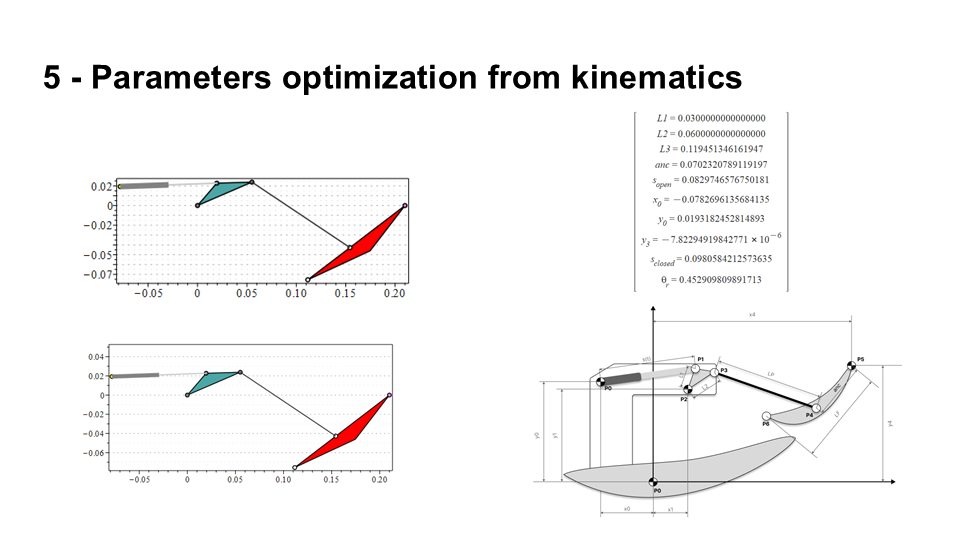 5 - Parameters optimization from kinematics
L1 = 0.0300000000000000
L2 = 0.0600000000000000
L3 = 0.119451346161947
anc = 0.0702320789119197
s_open = 0.0829746576750181
x_0 = −0.0782696135684135
y_0 = 0.0193182452814893
y_3 = −7.82294919842771 × 10^−6
s_closed = 0.0980584212573635
θ_r = 0.452909809891713
0.02
0
−0.02
−0.05
−0.07
−0.05 0 0.05 0.10 0.15 0.20
0.04
0.02
0
−0.02
−0.04
−0.06
−0.05 0 0.05 0.10 0.15 0.20
x4
s(t)
P1
P3
P5
P0
P2
L2
Lp
anc
P4
P6
Lr
y0
y1
y4
P0
x0
x1